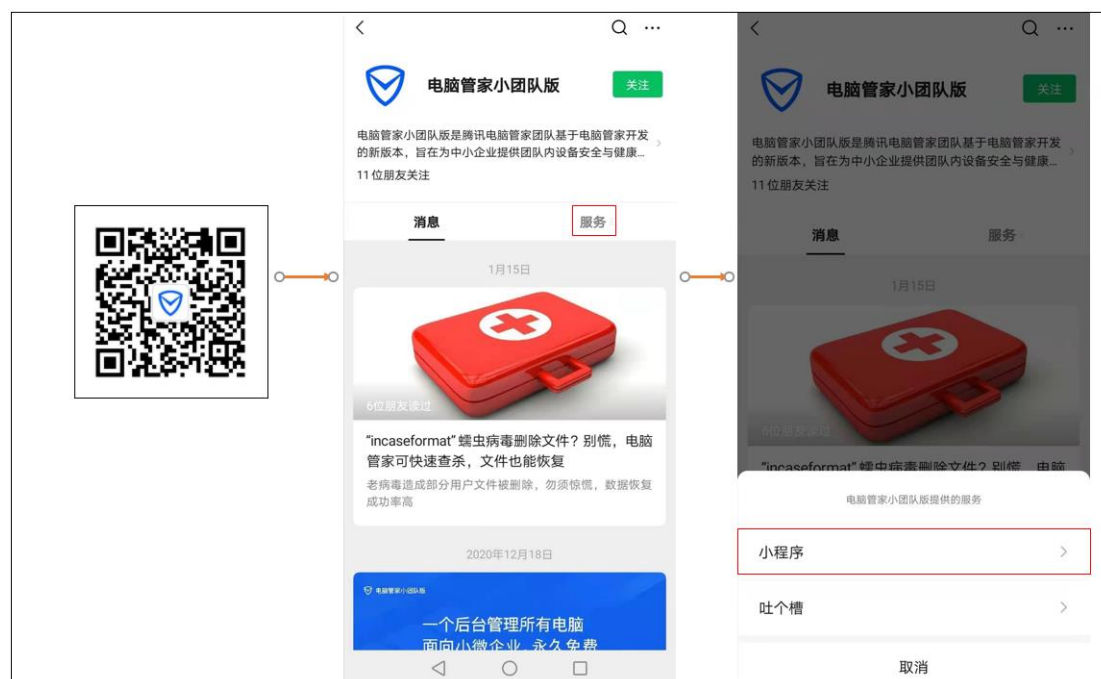 电脑管家小团队版
关注
电脑管家小团队版是腾讯电脑管家团队基于电脑管家开发
的新版本，旨在为中小企业提供团队内设备安全与健康...
11位朋友关注
消息
服务
1月15日
6位朋友读过
“incaseformat”蠕虫病毒删除文件？别慌，电脑
管家可快速查杀，文件也能恢复
老病毒造成部分用户文件被删除，勿须惊慌，数据恢复
成功率高
2020年12月18日
电脑管家小团队版
一个后台管理所有电脑
面向小微企业，永久免费
电脑管家小团队版
关注
电脑管家小团队版是腾讯电脑管家团队基于电脑管家开发
的新版本，旨在为中小企业提供团队内设备安全与健康...
11位朋友关注
消息
服务
1月15日
6位朋友读过
“incaseformat”蠕虫病毒删除文件？别慌，电脑
电脑管家小团队版提供的服务
小程序
吐个槽
取消